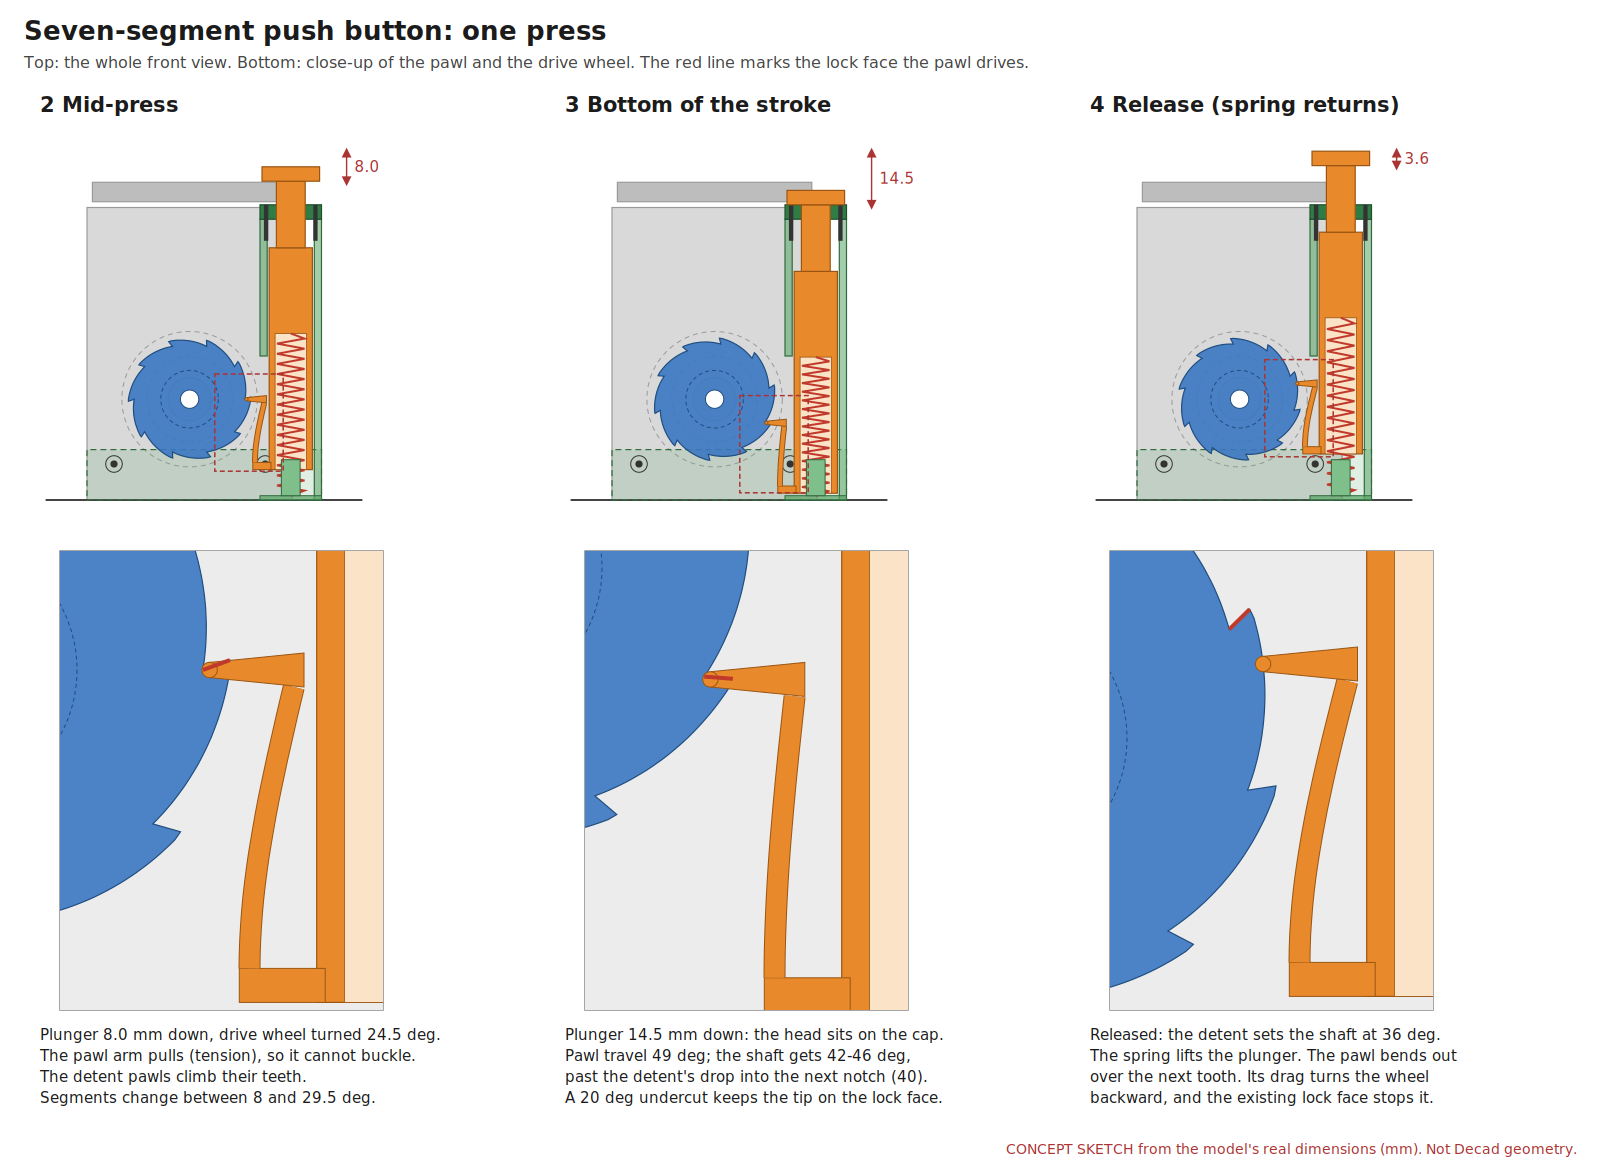 Seven-segment push button: one press
Top: the whole front view. Bottom: close-up of the pawl and the drive wheel. The red line marks the lock face the pawl drives.
2 Mid-press
3 Bottom of the stroke
4 Release (spring returns)
8.0
14.5
3.6
Plunger 8.0 mm down, drive wheel turned 24.5 deg.
The pawl arm pulls (tension), so it cannot buckle.
The detent pawls climb their teeth.
Segments change between 8 and 29.5 deg.
Plunger 14.5 mm down: the head sits on the cap.
Pawl travel 49 deg; the shaft gets 42-46 deg,
past the detent's drop into the next notch (40).
A 20 deg undercut keeps the tip on the lock face.
Released: the detent sets the shaft at 36 deg.
The spring lifts the plunger. The pawl bends out
over the next tooth. Its drag turns the wheel
backward, and the existing lock face stops it.
CONCEPT SKETCH from the model's real dimensions (mm). Not Decad geometry.